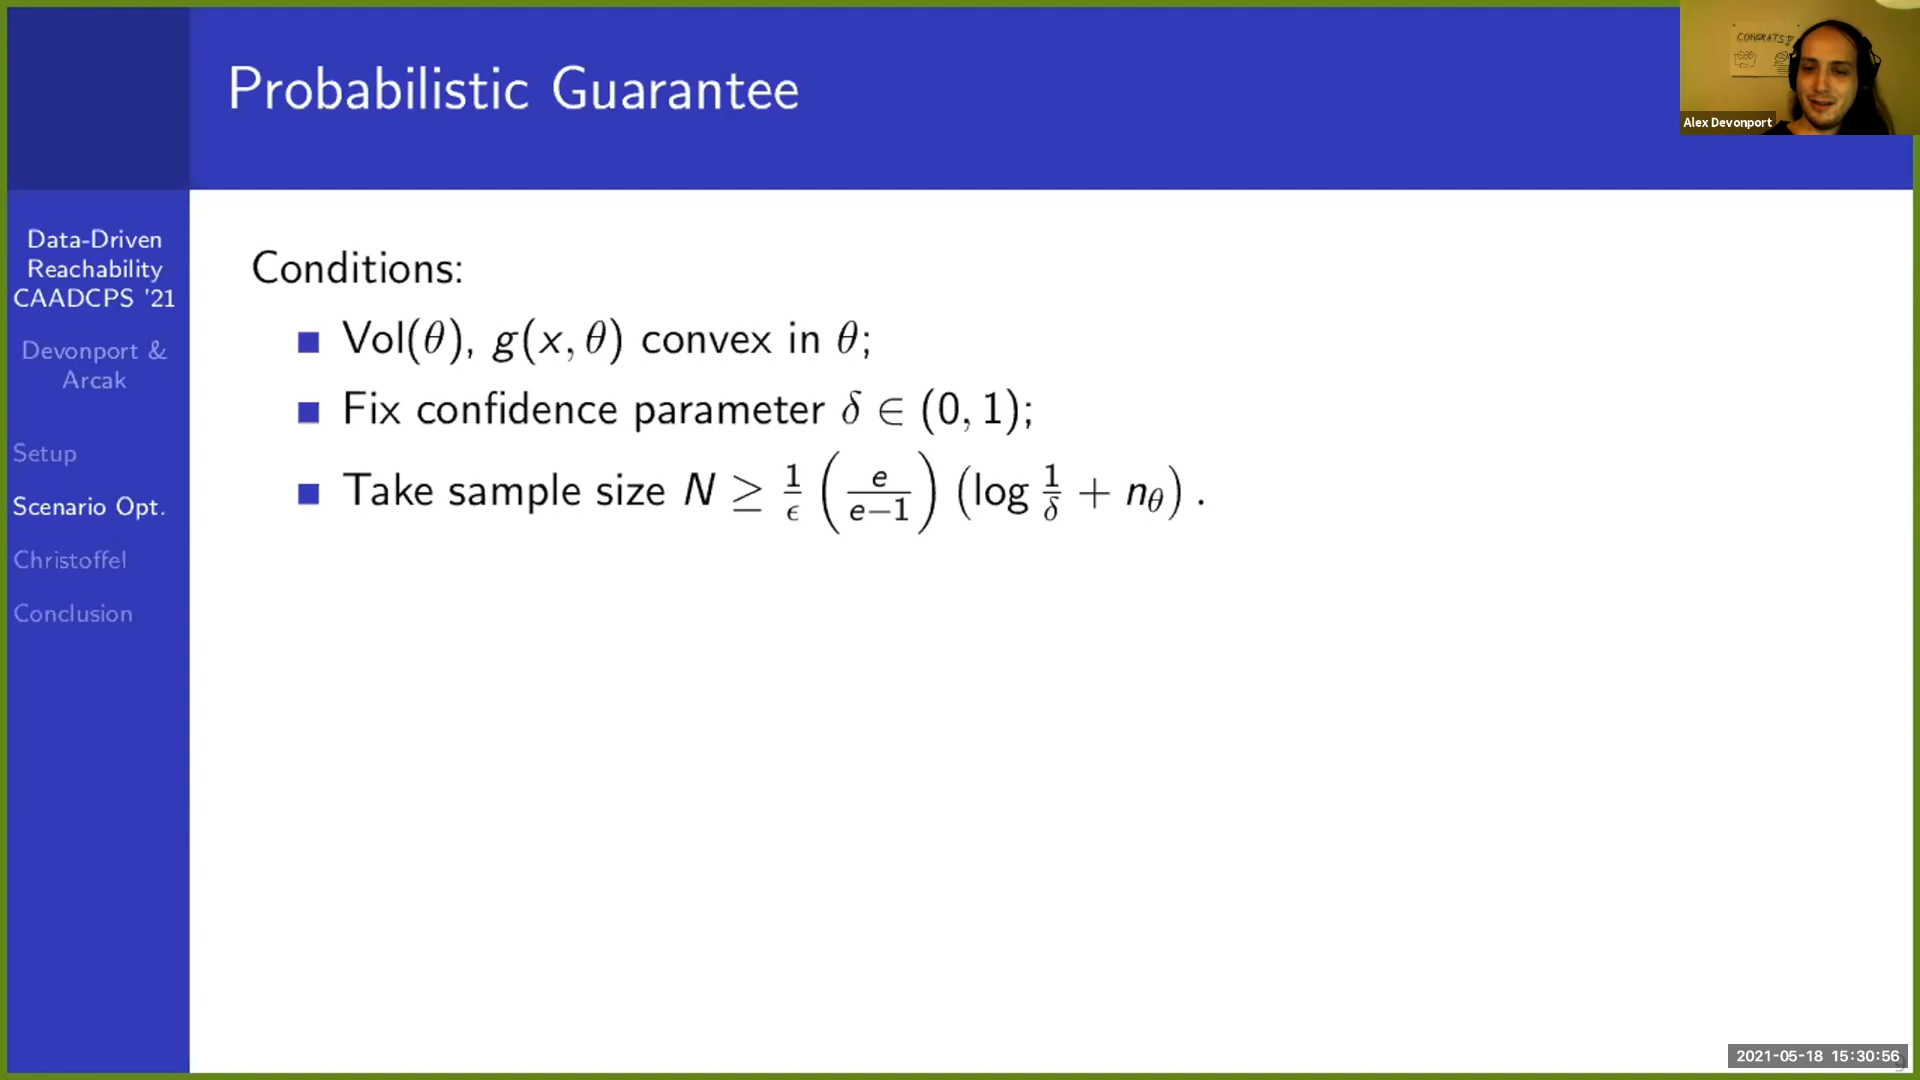 Probabilistic Guarantee
CONGRATS!
Alex Devonport
Data-Driven
Reachability
CAADCPS '21
Devonport &
Arcak
Setup
Scenario Opt.
Christoffel
Conclusion
Conditions:
Vol(θ), g(x, θ) convex in θ;
Fix confidence parameter δ ∈ (0, 1);
Take sample size N ≥ 1/ϵ (e/(e−1)) (log 1/δ + n_θ) .
2021-05-18 15:30:56